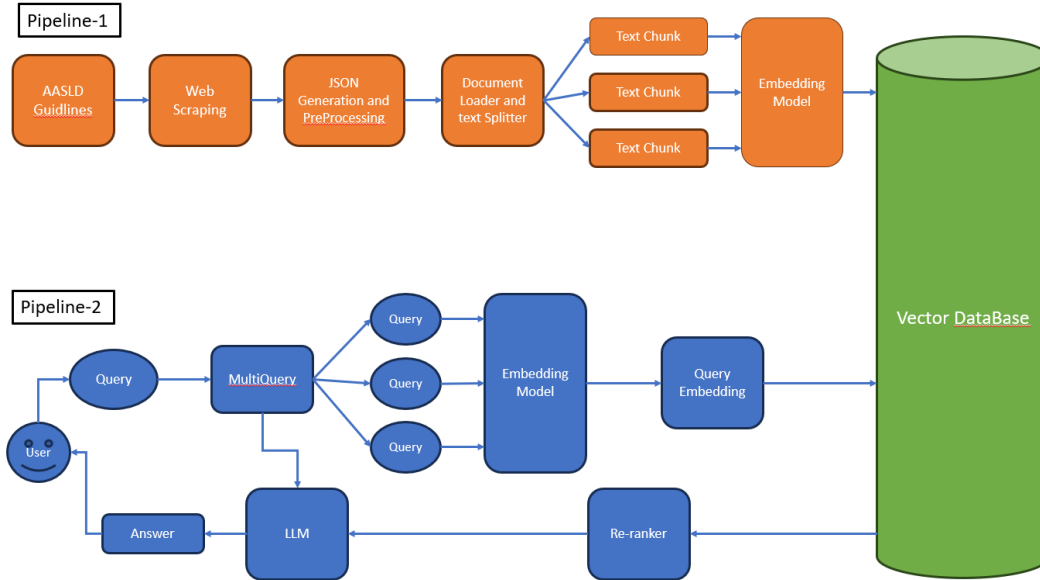 Pipeline-1
AASLD
Guidlines
Web
Scraping
JSON
Generation and
PreProcessing
Document
Loader and
text Splitter
Text Chunk
Text Chunk
Text Chunk
Embedding
Model
Vector DataBase
Pipeline-2
User
Query
MultiQuery
Query
Query
Query
Embedding
Model
Query
Embedding
Re-ranker
LLM
Answer